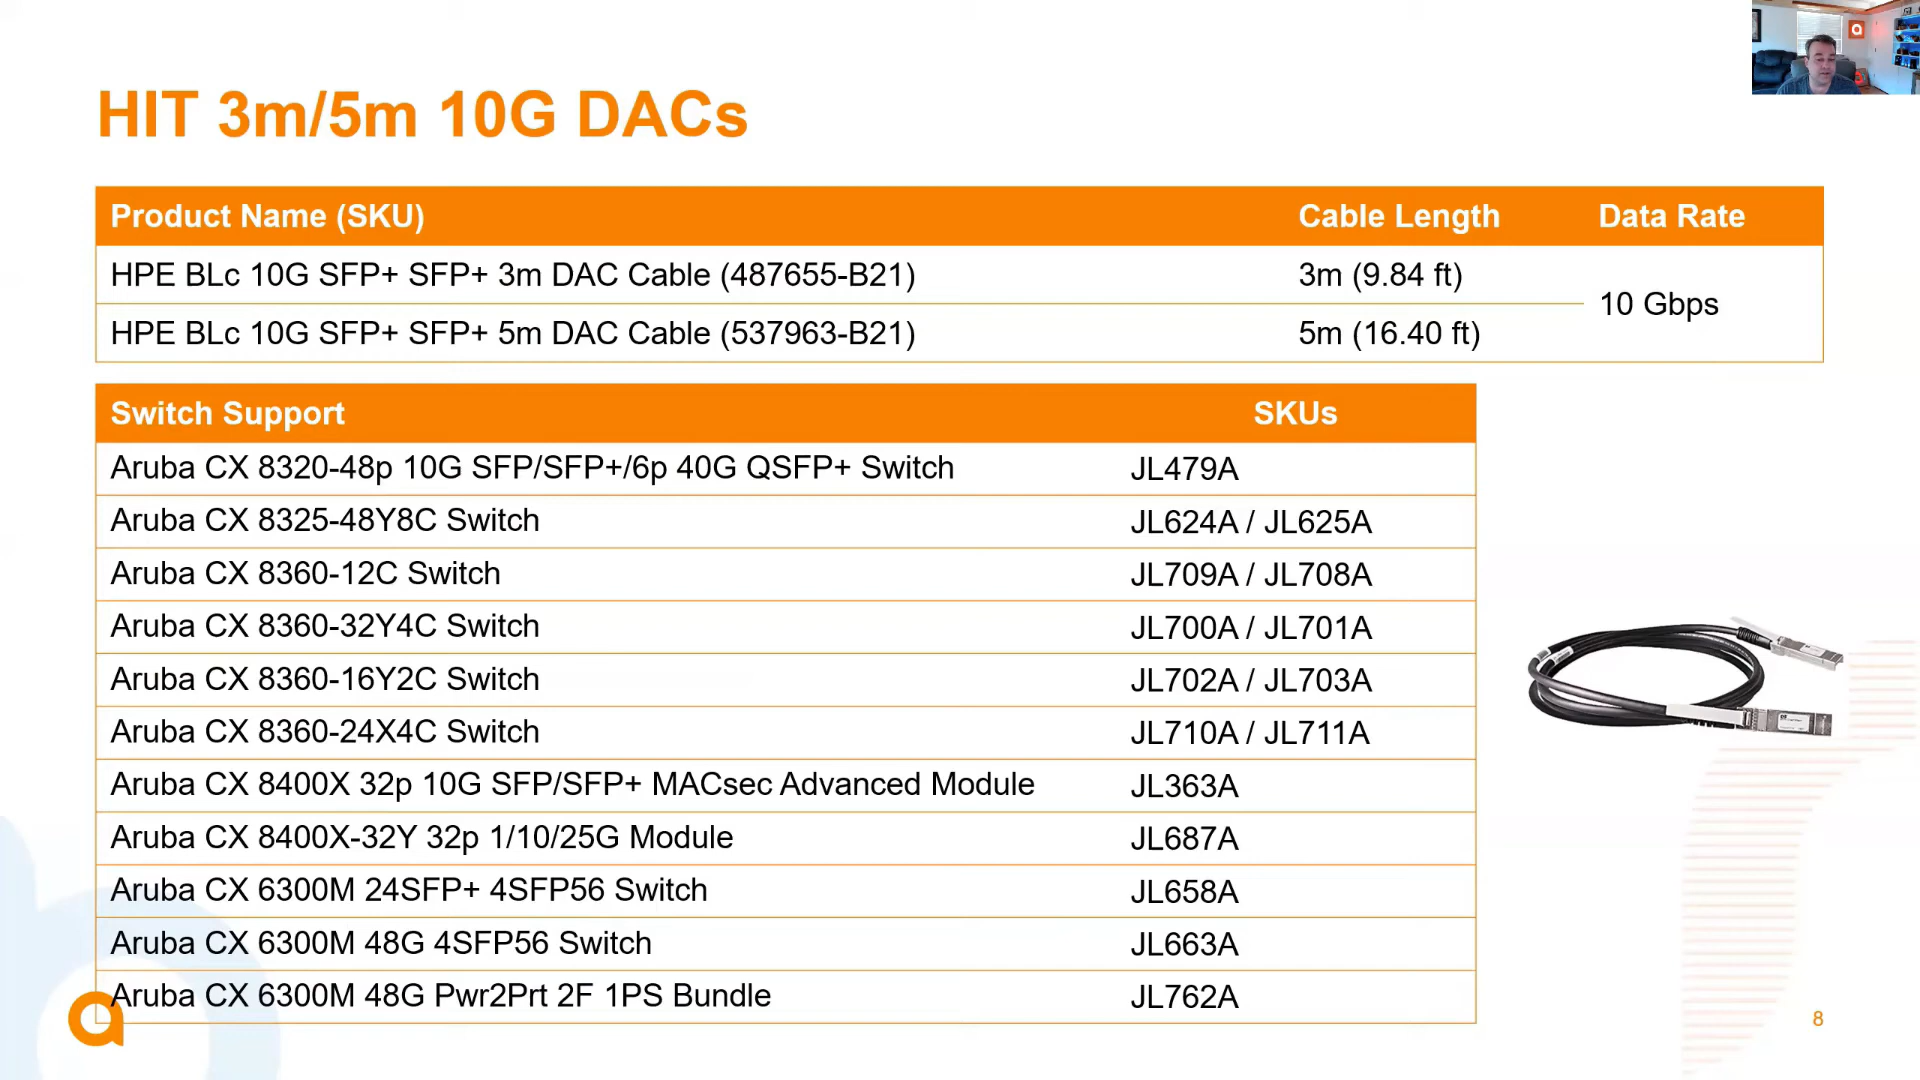 HIT 3m/5m 10G DACs
Product Name (SKU) Cable Length Data Rate
HPE BLc 10G SFP+ SFP+ 3m DAC Cable (487655-B21) 3m (9.84 ft)
10 Gbps
HPE BLc 10G SFP+ SFP+ 5m DAC Cable (537963-B21) 5m (16.40 ft)
Switch Support SKUs
Aruba CX 8320-48p 10G SFP/SFP+/6p 40G QSFP+ Switch JL479A
Aruba CX 8325-48Y8C Switch JL624A / JL625A
Aruba CX 8360-12C Switch JL709A / JL708A
Aruba CX 8360-32Y4C Switch JL700A / JL701A
Aruba CX 8360-16Y2C Switch JL702A / JL703A
Aruba CX 8360-24X4C Switch JL710A / JL711A
Aruba CX 8400X 32p 10G SFP/SFP+ MACsec Advanced Module JL363A
Aruba CX 8400X-32Y 32p 1/10/25G Module JL687A
Aruba CX 6300M 24SFP+ 4SFP56 Switch JL658A
Aruba CX 6300M 48G 4SFP56 Switch JL663A
Aruba CX 6300M 48G Pwr2Prt 2F 1PS Bundle JL762A
8